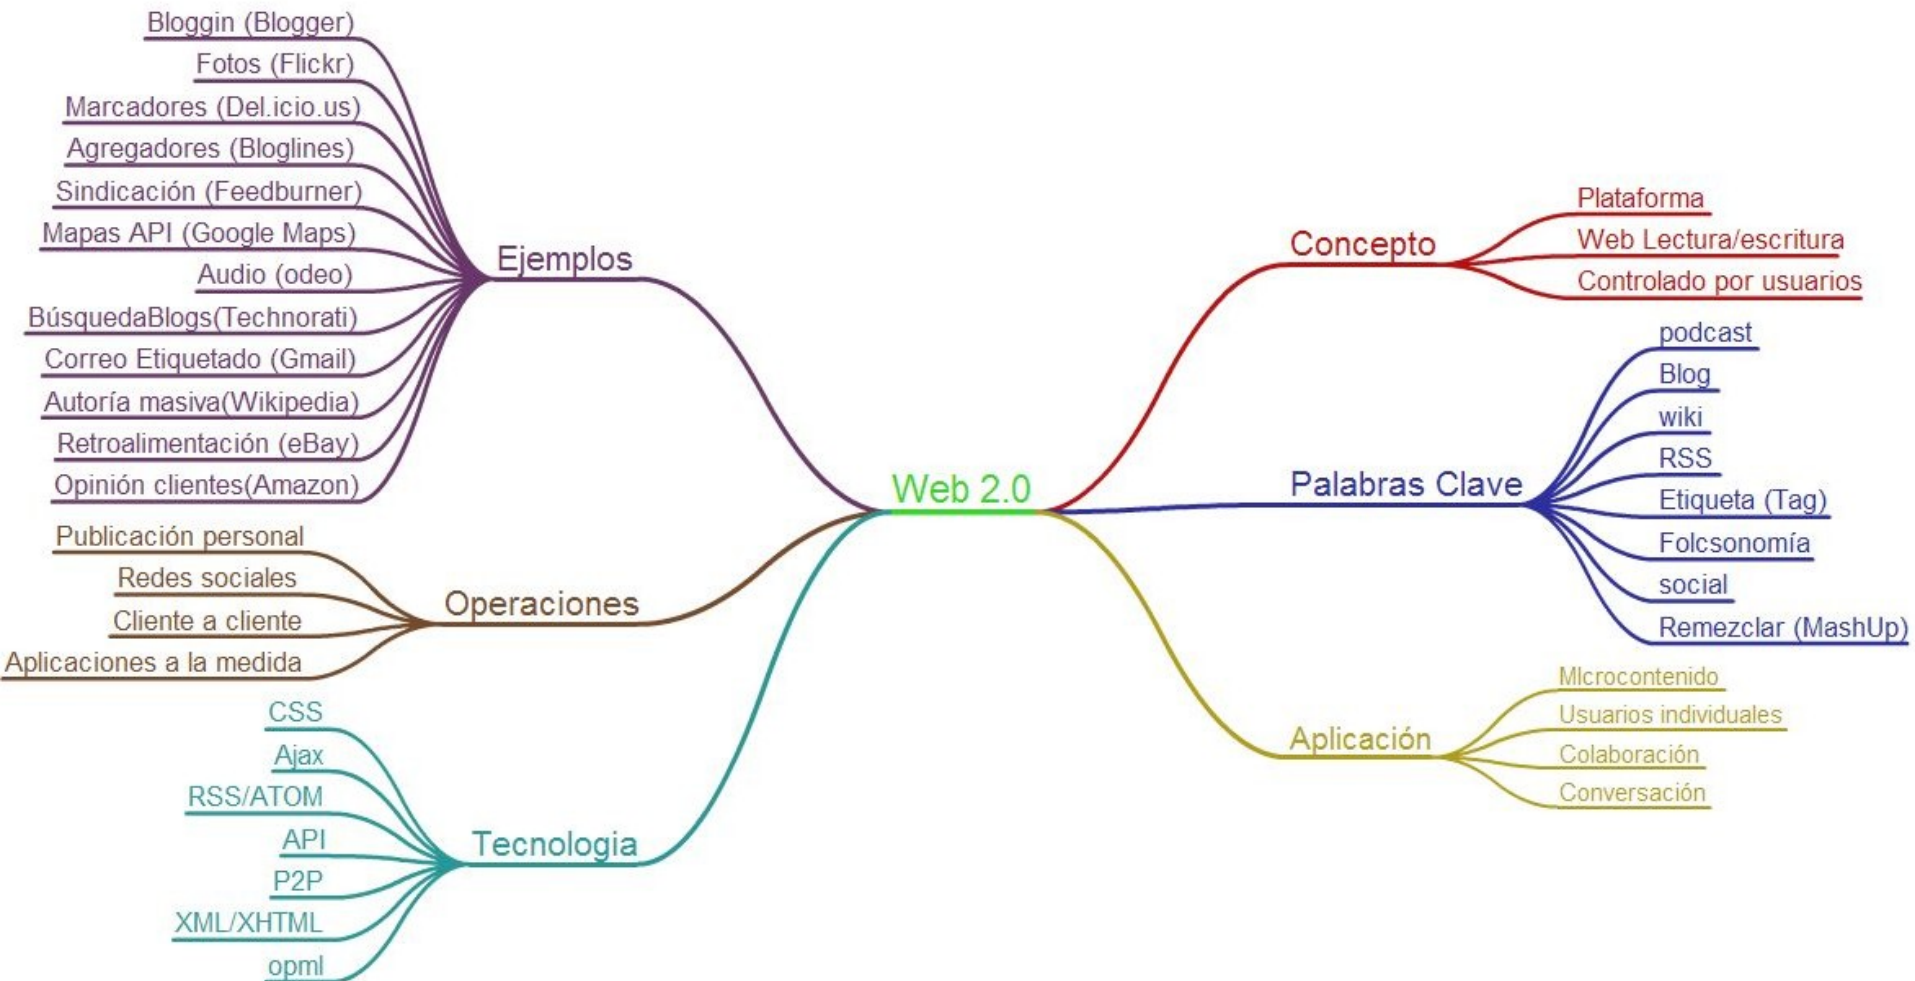 Bloggin (Blogger)
Fotos (Flickr)
Marcadores (Del.icio.us)
Agregadores (Bloglines)
Sindicación (Feedburner)
Mapas API (Google Maps)
Audio (odeo)
BúsquedaBlogs(Technorati)
Correo Etiquetado (Gmail)
Autoría masiva(Wikipedia)
Retroalimentación (eBay)
Opinión clientes(Amazon)
Ejemplos
Publicación personal
Redes sociales
Cliente a cliente
Aplicaciones a la medida
Operaciones
CSS
Ajax
RSS/ATOM
API
P2P
XML/XHTML
opml
Tecnologia
Web 2.0
Concepto
Plataforma
Web Lectura/escritura
Controlado por usuarios
Palabras Clave
podcast
Blog
wiki
RSS
Etiqueta (Tag)
Folcsonomía
social
Remezclar (MashUp)
Aplicación
MIcrocontenido
Usuarios individuales
Colaboración
Conversación